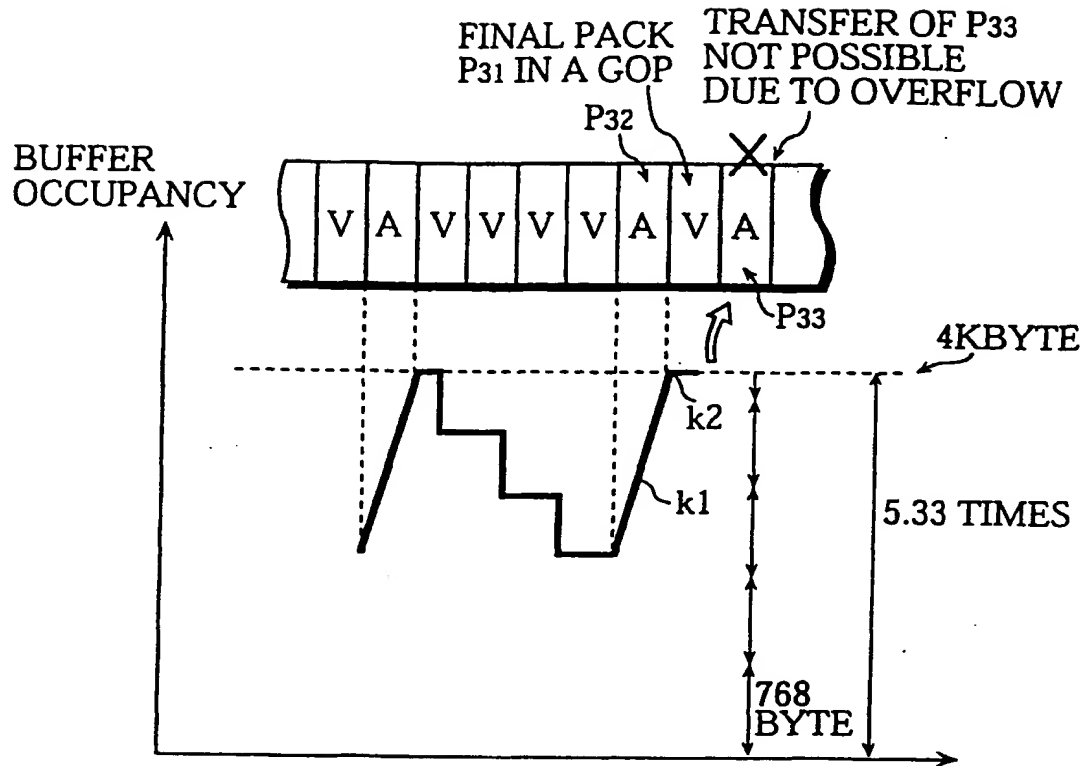 FINAL PACK
P31 IN A GOP
TRANSFER OF P33
NOT POSSIBLE
DUE TO OVERFLOW
P32
BUFFER
OCCUPANCY
V A V V V V A V A
P33
4KBYTE
k2
k1
5.33 TIMES
768
BYTE